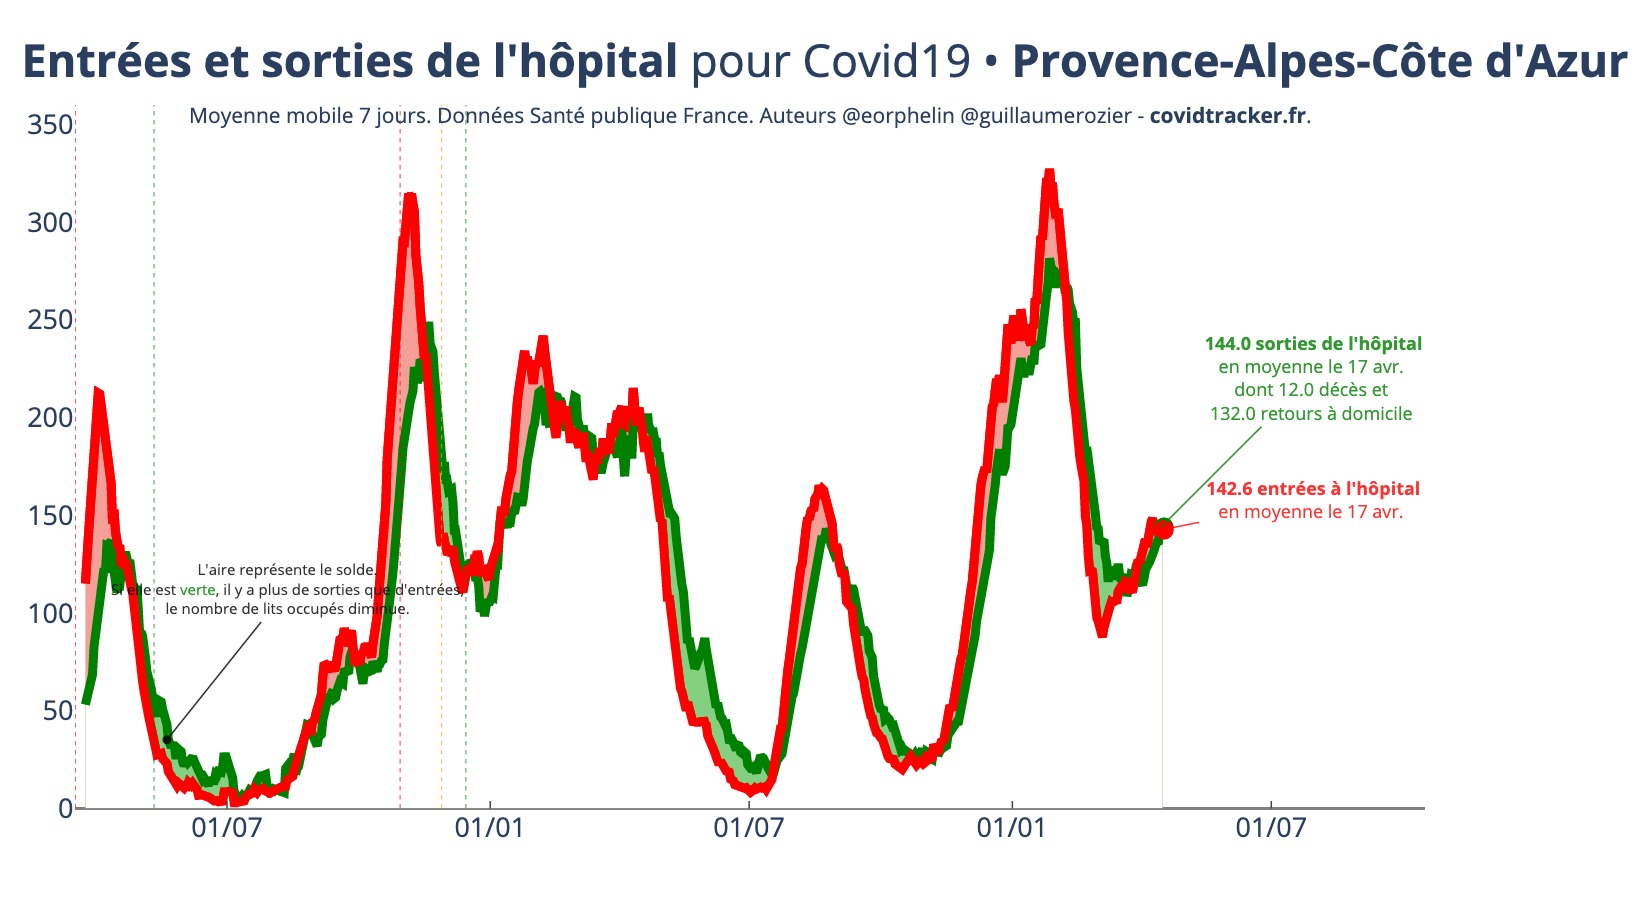 Entrées et sorties de l'hôpital pour Covid19 • Provence-Alpes-Côte d'Azur
Moyenne mobile 7 jours. Données Santé publique France. Auteurs @eorphelin @guillaumerozier - covidtracker.fr.
350
300
250
200
150
100
50
0
144.0 sorties de l'hôpital
en moyenne le 17 avr.
dont 12.0 décès et
132.0 retours à domicile
142.6 entrées à l'hôpital
en moyenne le 17 avr.
L'aire représente le solde.
Si elle est verte, il y a plus de sorties que d'entrées,
le nombre de lits occupés diminue.
01/07
01/01
01/07
01/01
01/07